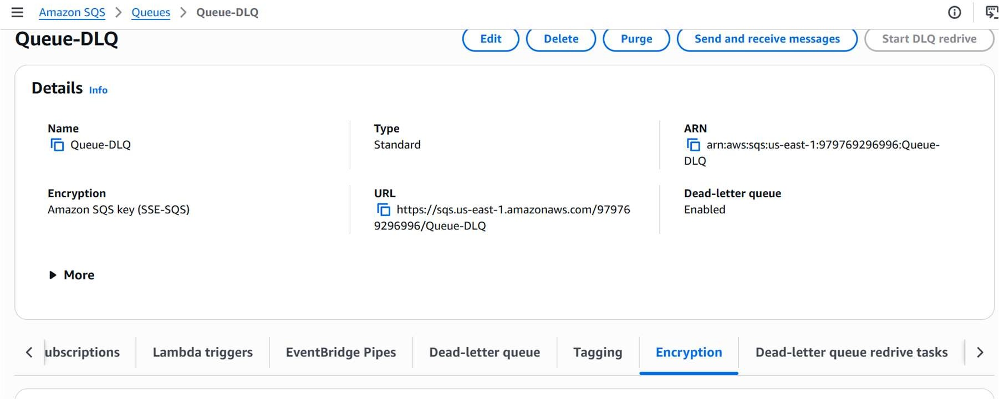 Amazon SQS > Queues > Queue-DLQ
Queue-DLQ
Edit Delete Purge Send and receive messages Start DLQ redrive
Details Info
Name
Queue-DLQ
Type
Standard
ARN
arn:aws:sqs:us-east-1:979769296996:Queue-
DLQ
Encryption
Amazon SQS key (SSE-SQS)
URL
https://sqs.us-east-1.amazonaws.com/97976
9296996/Queue-DLQ
Dead-letter queue
Enabled
More
ubscriptions Lambda triggers EventBridge Pipes Dead-letter queue Tagging Encryption Dead-letter queue redrive tasks